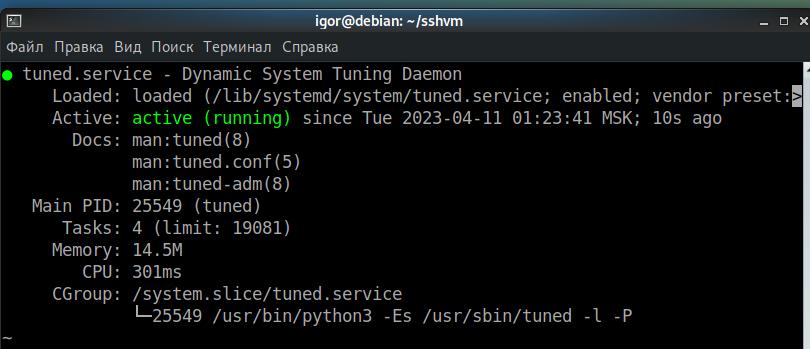 igor@debian: ~/sshvm
Файл Правка Вид Поиск Терминал Справка
● tuned.service - Dynamic System Tuning Daemon
Loaded: loaded (/lib/systemd/system/tuned.service; enabled; vendor preset:>
Active: active (running) since Tue 2023-04-11 01:23:41 MSK; 10s ago
Docs: man:tuned(8)
man:tuned.conf(5)
man:tuned-adm(8)
Main PID: 25549 (tuned)
Tasks: 4 (limit: 19081)
Memory: 14.5M
CPU: 301ms
CGroup: /system.slice/tuned.service
└─25549 /usr/bin/python3 -Es /usr/sbin/tuned -l -P
~